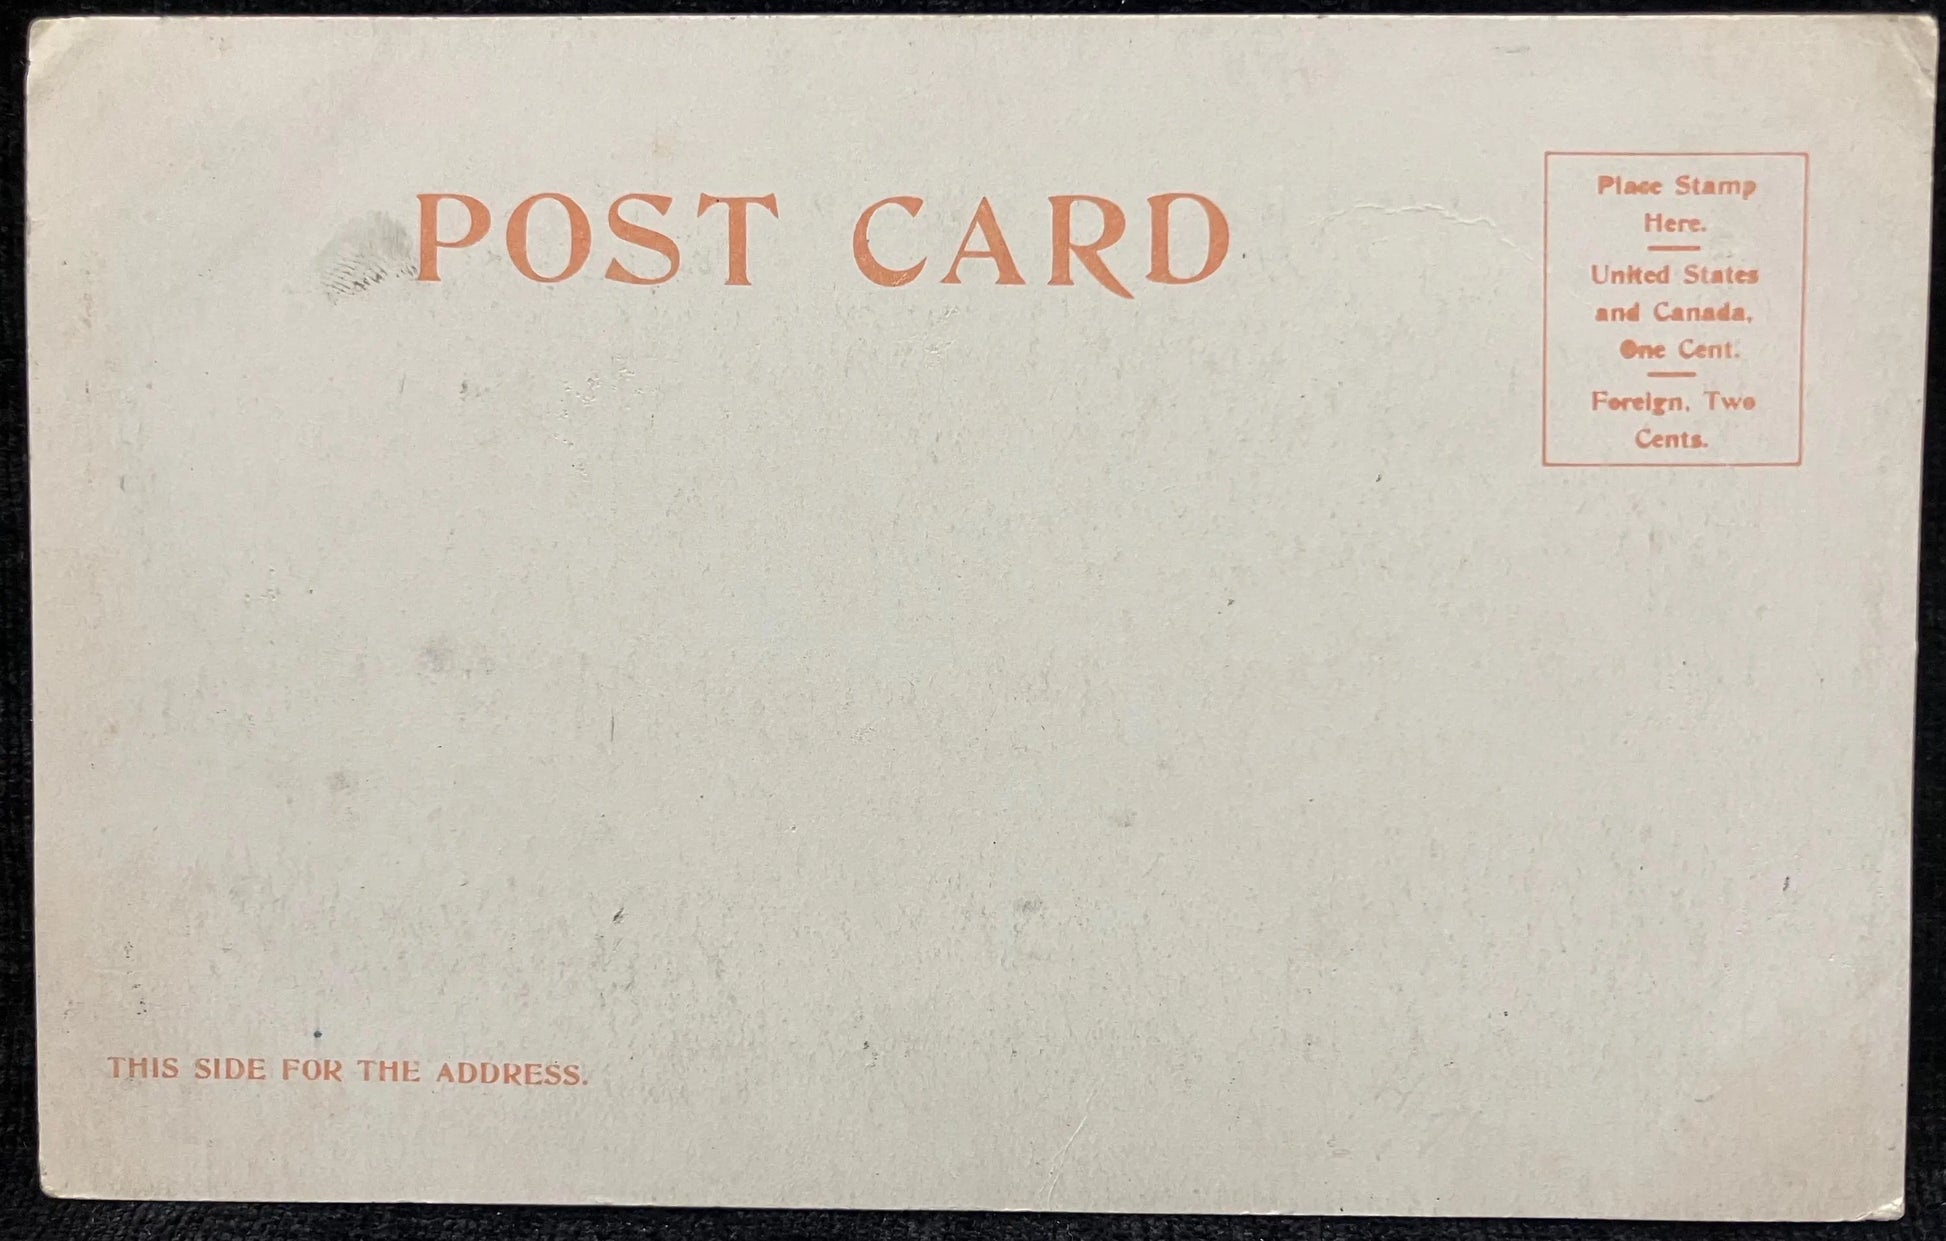 POST CARD
Place Stamp
Here.
United States
and Canada,
One Cent.
Foreign, Two
Cents.
THIS SIDE FOR THE ADDRESS.